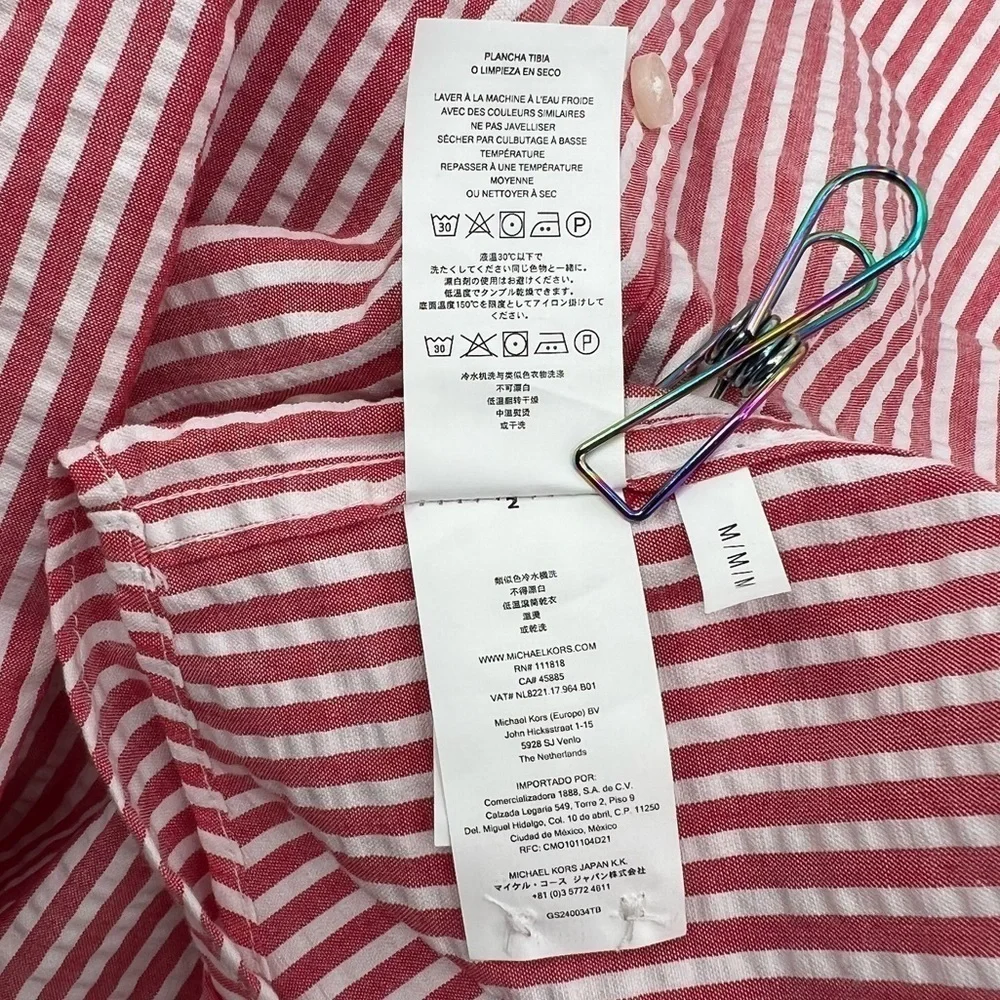 PLANCHA TIBIA
O LIMPIEZA EN SECO
LAVER À LA MACHINE À L'EAU FROIDE
AVEC DES COULEURS SIMILAIRES
NE PAS JAVELLISER
SÉCHER PAR CULBUTAGE À BASSE
TEMPÉRATURE
REPASSER À UNE TEMPÉRATURE
MOYENNE
OU NETTOYER À SEC
30 P
液温30℃以下で
洗たくしてください同じ色物と一緒に。
漂白剤の使用はお避けください。
低温度でタンブル乾燥できます。
底面温度150℃を限度としてアイロン掛けして
ください。
30 P
冷水机洗与类似色衣物洗涤
不可漂白
低温翻转干燥
中温熨烫
或干洗
2
類似色冷水機洗
不得漂白
低温滾筒乾衣
溫燙
或乾洗
WWW.MICHAELKORS.COM
RN# 111818
CA# 45885
VAT# NL8221.17.964 B01
Michael Kors (Europe) BV
John Hicksstraat 1-15
5928 SJ Venlo
The Netherlands
IMPORTADO POR:
Comercializadora 1888, S.A. de C.V.
Calzada Legaria 549, Torre 2, Piso 9
Del. Miguel Hidalgo, Col. 10 de abril, C.P. 11250
Ciudad de México, México
RFC: CMO101104D21
MICHAEL KORS JAPAN K.K.
マイケル・コース ジャパン株式会社
+81 (0)3 5772 4611
GS240034TB
M/M/M